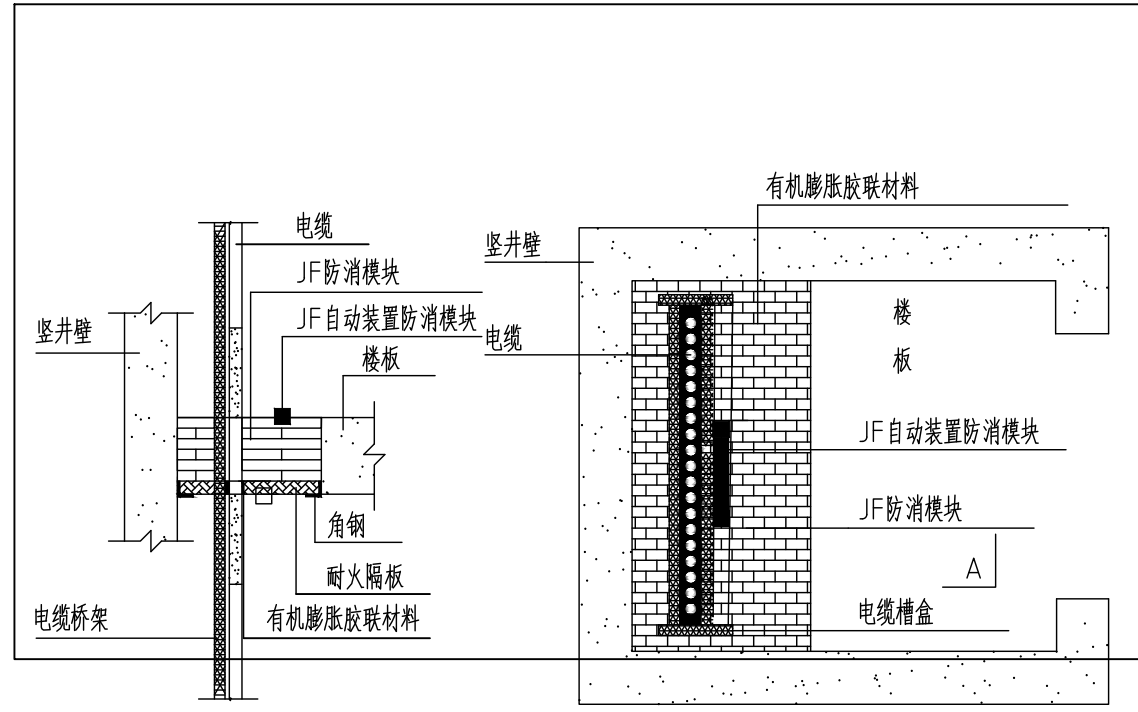 电缆
JF防消模块
JF自动装置防消模块
竖井壁
楼板
角钢
耐火隔板
电缆桥架
有机膨胀胶联材料
有机膨胀胶联材料
竖井壁
电缆
楼
板
JF自动装置防消模块
JF防消模块
A
电缆槽盒